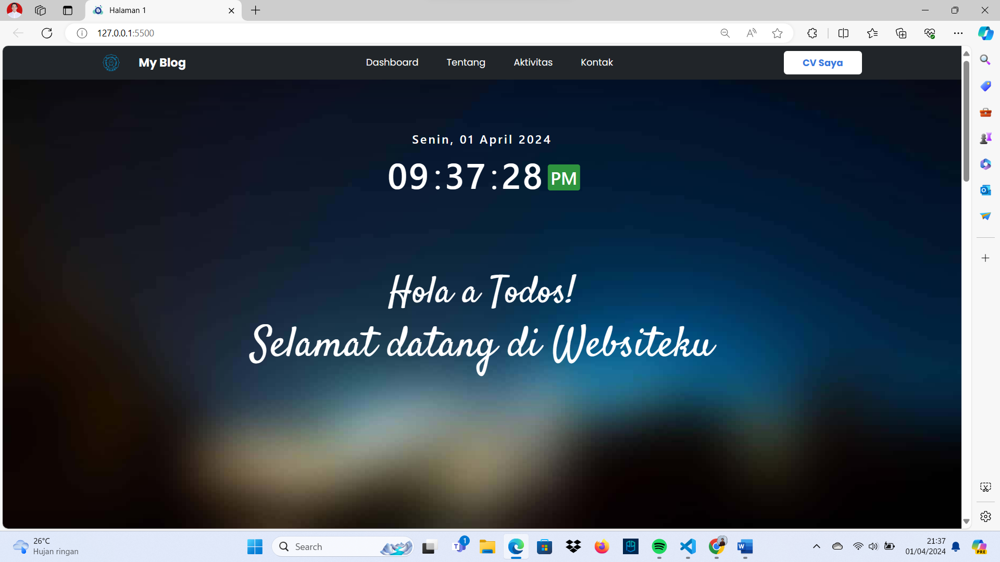 Halaman 1
127.0.0.1:5500
My Blog
Dashboard
Tentang
Aktivitas
Kontak
CV Saya
Senin, 01 April 2024
09:37:28 PM
Hola a Todos!
Selamat datang di Websiteku
26°C
Hujan ringan
Search
1
21:37
01/04/2024
PRE